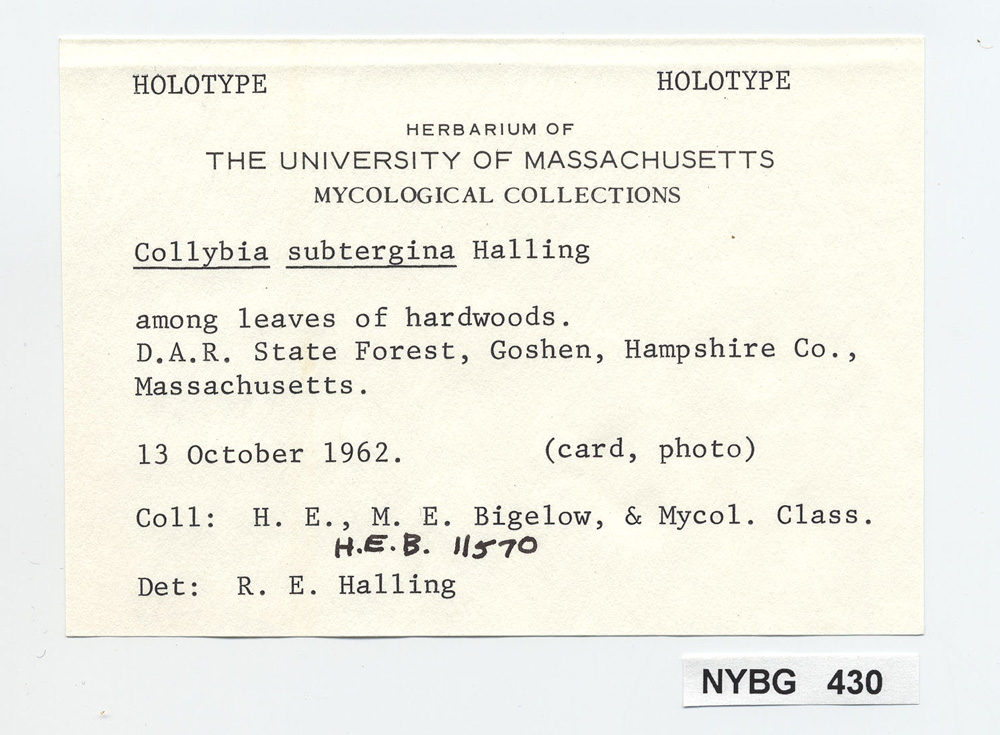 HOLOTYPE HOLOTYPE
HERBARIUM OF
THE UNIVERSITY OF MASSACHUSETTS
MYCOLOGICAL COLLECTIONS
Collybia subtergina Halling
among leaves of hardwoods.
D.A.R. State Forest, Goshen, Hampshire Co.,
Massachusetts.
13 October 1962. (card, photo)
Coll: H. E., M. E. Bigelow, & Mycol. Class.
H.E.B. 11570
Det: R. E. Halling
NYBG 430